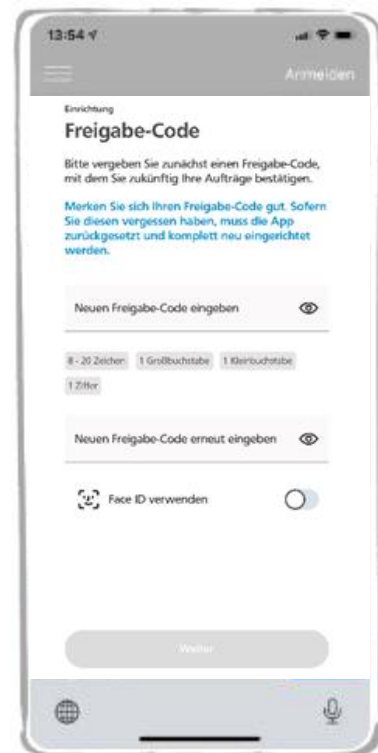 13:54
Anmelden
Einrichtung
Freigabe-Code
Bitte vergeben Sie zunächst einen Freigabe-Code,
mit dem Sie zukünftig Ihre Aufträge bestätigen.
Merken Sie sich Ihren Freigabe-Code gut. Sofern
Sie diesen vergessen haben, muss die App
zurückgesetzt und komplett neu eingerichtet
werden.
Neuen Freigabe-Code eingeben
8 - 20 Zeichen 1 Großbuchstabe 1 Kleinbuchstabe
1 Ziffer
Neuen Freigabe-Code erneut eingeben
Face ID verwenden
Weiter